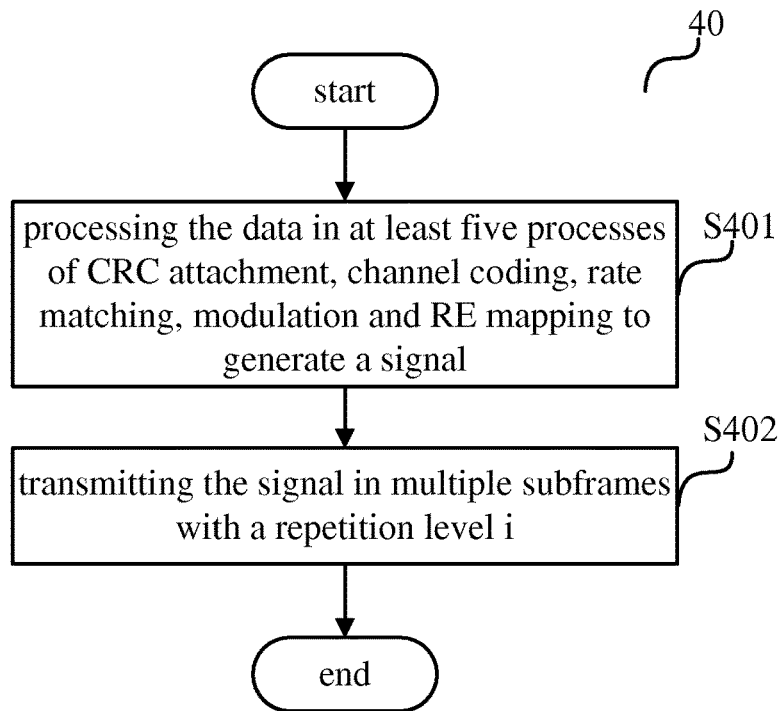 40
start
processing the data in at least five processes
of CRC attachment, channel coding, rate
matching, modulation and RE mapping to
generate a signal
S401
transmitting the signal in multiple subframes
with a repetition level i
S402
end